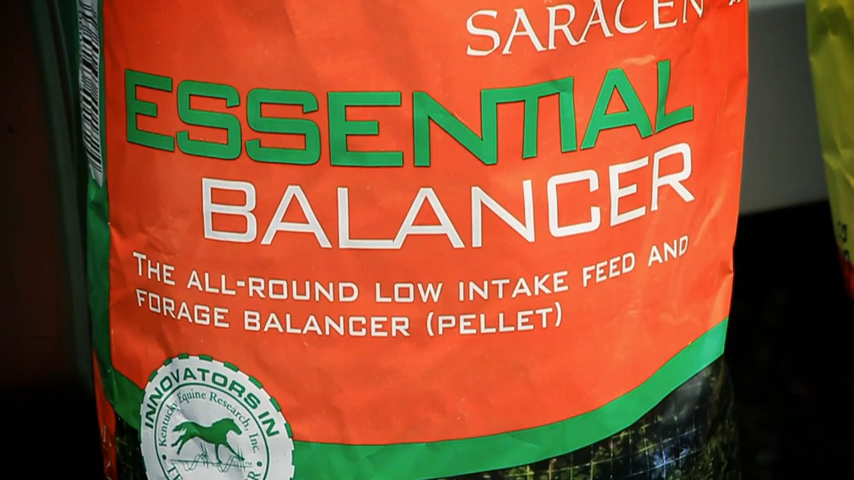 SARACEN
ESSENTIAL
BALANCER
THE ALL-ROUND LOW INTAKE FEED AND
FORAGE BALANCER (PELLET)
INNOVATORS IN
Kentucky Equine Research, Inc.